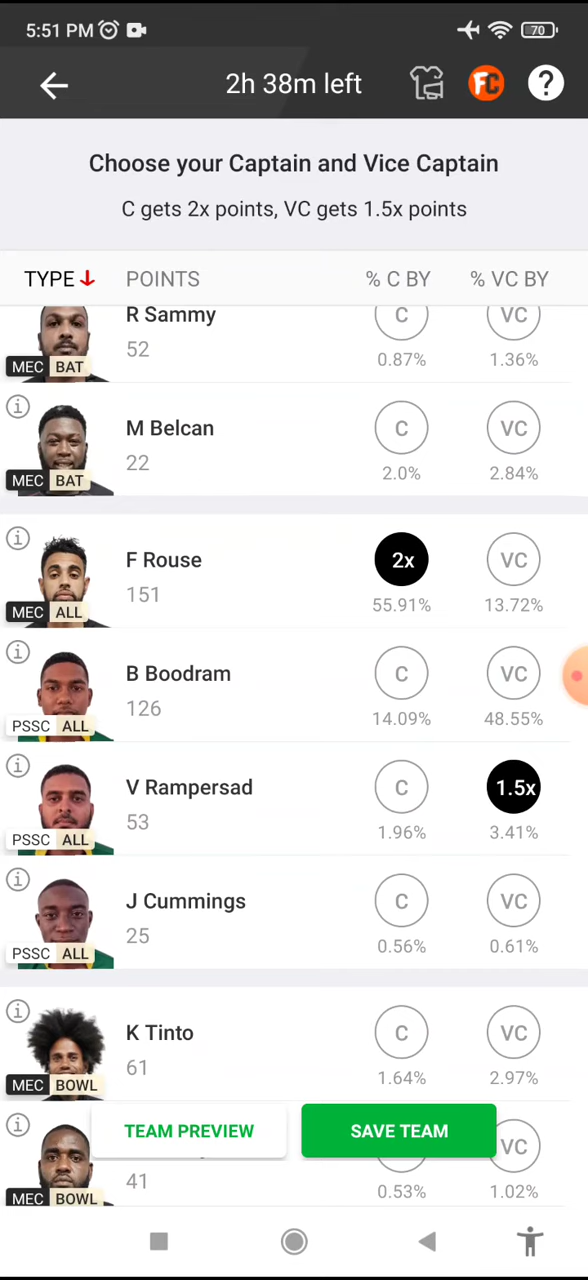 5:51 PM 70
2h 38m left FC ?
Choose your Captain and Vice Captain
C gets 2x points, VC gets 1.5x points
TYPE POINTS % C BY % VC BY
R Sammy C VC
52
MEC BAT 0.87% 1.36%
M Belcan C VC
22
MEC BAT 2.0% 2.84%
F Rouse 2x VC
151
MEC ALL 55.91% 13.72%
B Boodram C VC
126
PSSC ALL 14.09% 48.55%
V Rampersad C 1.5x
53
PSSC ALL 1.96% 3.41%
J Cummings C VC
25
PSSC ALL 0.56% 0.61%
K Tinto C VC
61
MEC BOWL 1.64% 2.97%
TEAM PREVIEW SAVE TEAM VC
41
MEC BOWL 0.53% 1.02%